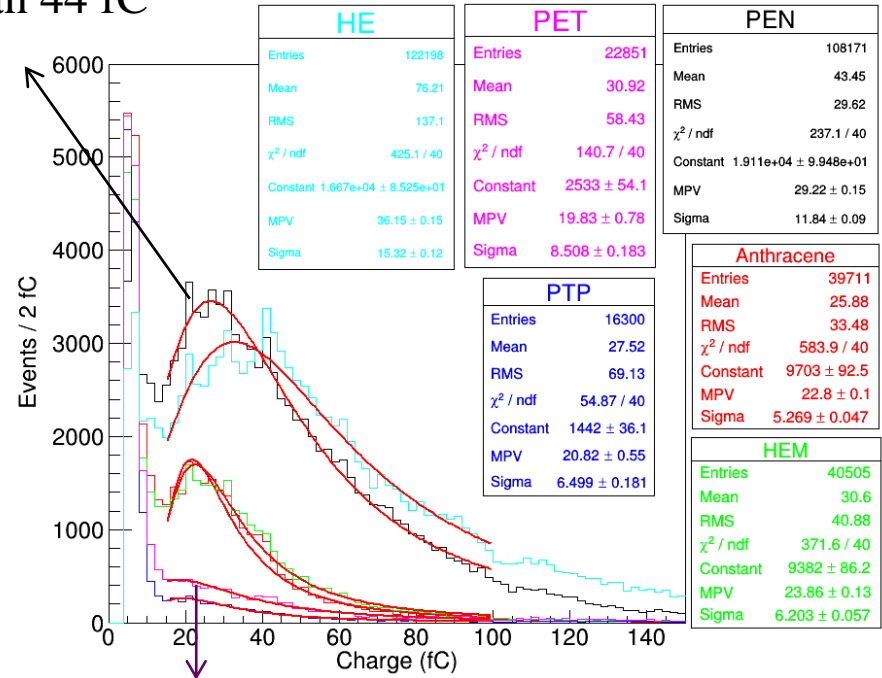 44 fC
HE
Entries 122198
Mean 76.21
RMS 137.1
χ² / ndf 425.1 / 40
Constant 1.667e+04 ± 8.525e+01
MPV 36.15 ± 0.15
Sigma 15.32 ± 0.12
PET
Entries 22851
Mean 30.92
RMS 58.43
χ² / ndf 140.7 / 40
Constant 2533 ± 54.1
MPV 19.83 ± 0.78
Sigma 8.508 ± 0.183
PEN
Entries 108171
Mean 43.45
RMS 29.62
χ² / ndf 237.1 / 40
Constant 1.911e+04 ± 9.948e+01
MPV 29.22 ± 0.15
Sigma 11.84 ± 0.09
PTP
Entries 16300
Mean 27.52
RMS 69.13
χ² / ndf 54.87 / 40
Constant 1442 ± 36.1
MPV 20.82 ± 0.55
Sigma 6.499 ± 0.181
Anthracene
Entries 39711
Mean 25.88
RMS 33.48
χ² / ndf 583.9 / 40
Constant 9703 ± 92.5
MPV 22.8 ± 0.1
Sigma 5.269 ± 0.047
HEM
Entries 40505
Mean 30.6
RMS 40.88
χ² / ndf 371.6 / 40
Constant 9382 ± 86.2
MPV 23.86 ± 0.13
Sigma 6.203 ± 0.057
Events / 2 fC
6000
5000
4000
3000
2000
1000
0
0 20 40 60 80 100 120 140
Charge (fC)